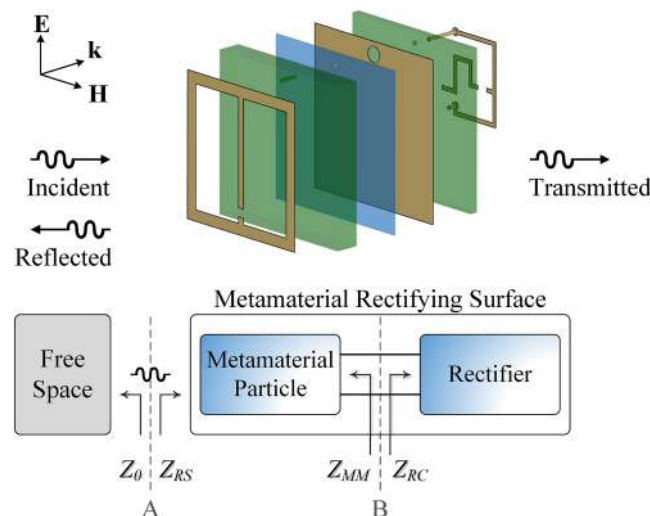 E
k
H
Incident
Reflected
Transmitted
Metamaterial Rectifying Surface
Free
Space
Metamaterial
Particle
Rectifier
Z0 ZRS ZMM ZRC
A B